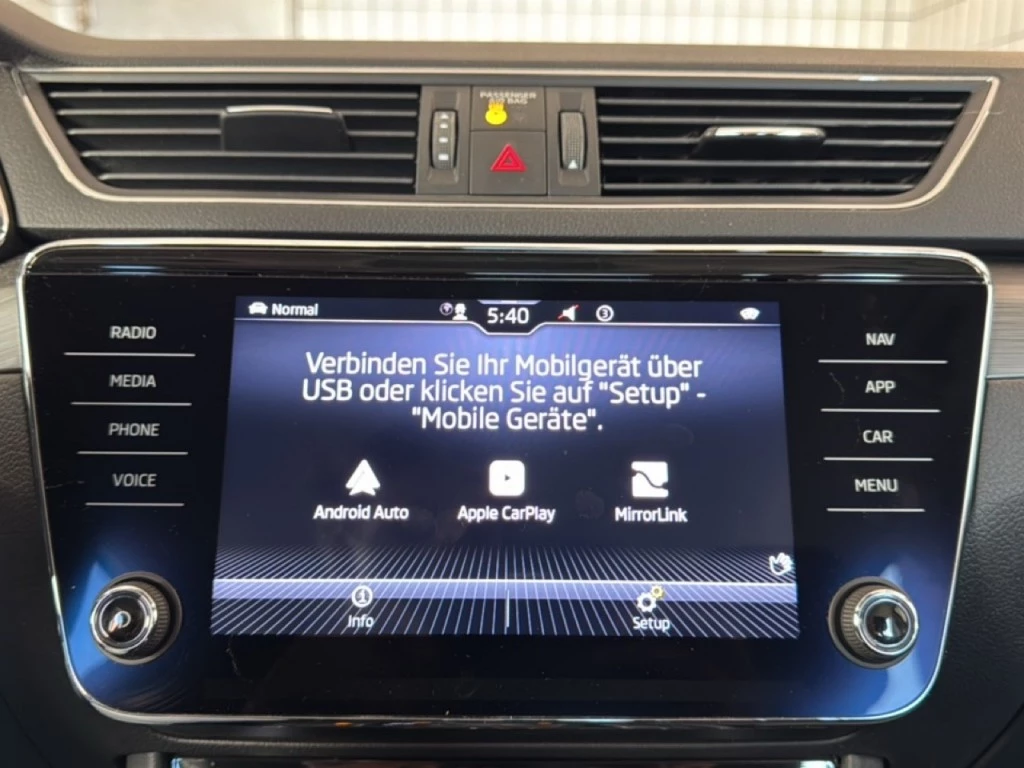 PASSENGER
AIR BAG
Normal
5:40
3
RADIO
MEDIA
PHONE
VOICE
Verbinden Sie Ihr Mobilgerät über
USB oder klicken Sie auf "Setup" -
"Mobile Geräte".
Android Auto
Apple CarPlay
MirrorLink
Info
Setup
NAV
APP
CAR
MENU